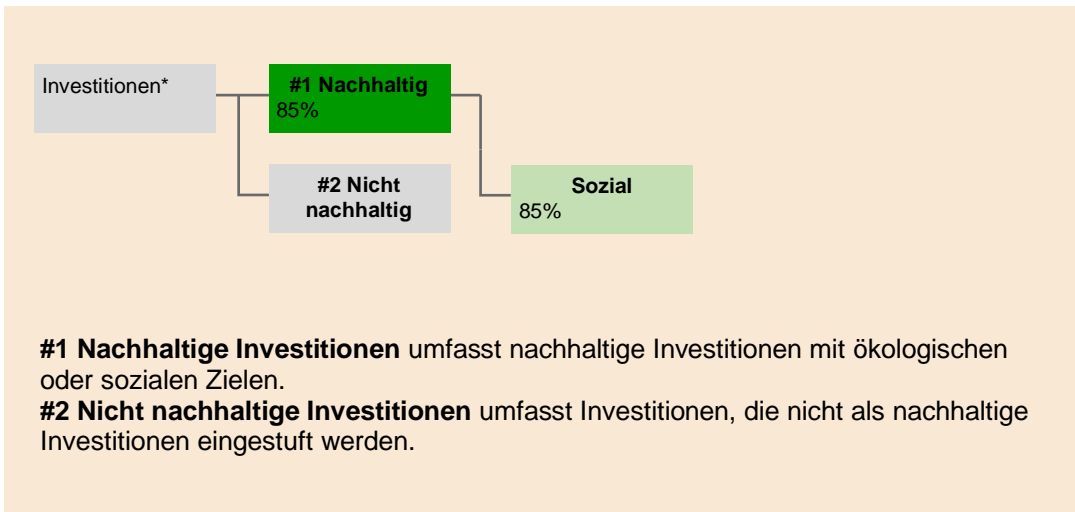 Investitionen*
#1 Nachhaltig
85%
#2 Nicht
nachhaltig
Sozial
85%
#1 Nachhaltige Investitionen umfasst nachhaltige Investitionen mit ökologischen
oder sozialen Zielen.
#2 Nicht nachhaltige Investitionen umfasst Investitionen, die nicht als nachhaltige
Investitionen eingestuft werden.